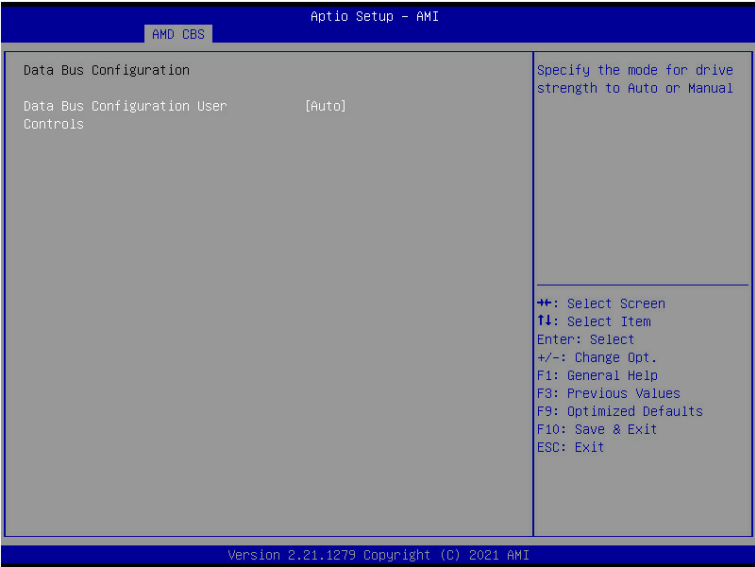 Aptio Setup – AMI
AMD CBS
Data Bus Configuration
Data Bus Configuration User [Auto]
Controls
Specify the mode for drive
strength to Auto or Manual
→←: Select Screen
↑↓: Select Item
Enter: Select
+/-: Change Opt.
F1: General Help
F3: Previous Values
F9: Optimized Defaults
F10: Save & Exit
ESC: Exit
Version 2.21.1279 Copyright (C) 2021 AMI